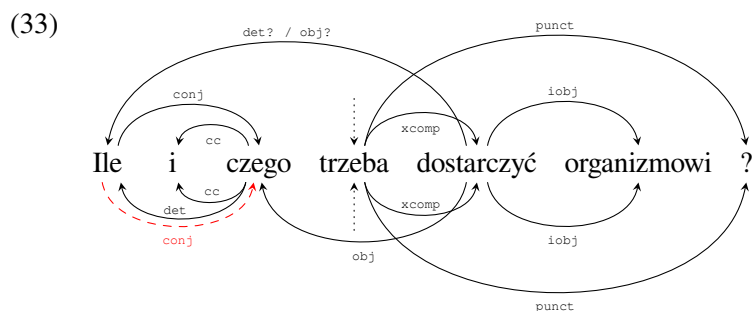 (33)
det? / obj?
punct
conj
iobj
cc
xcomp
Ile i czego trzeba dostarczyć organizmowi ?
cc
det
xcomp
conj
iobj
obj
punct